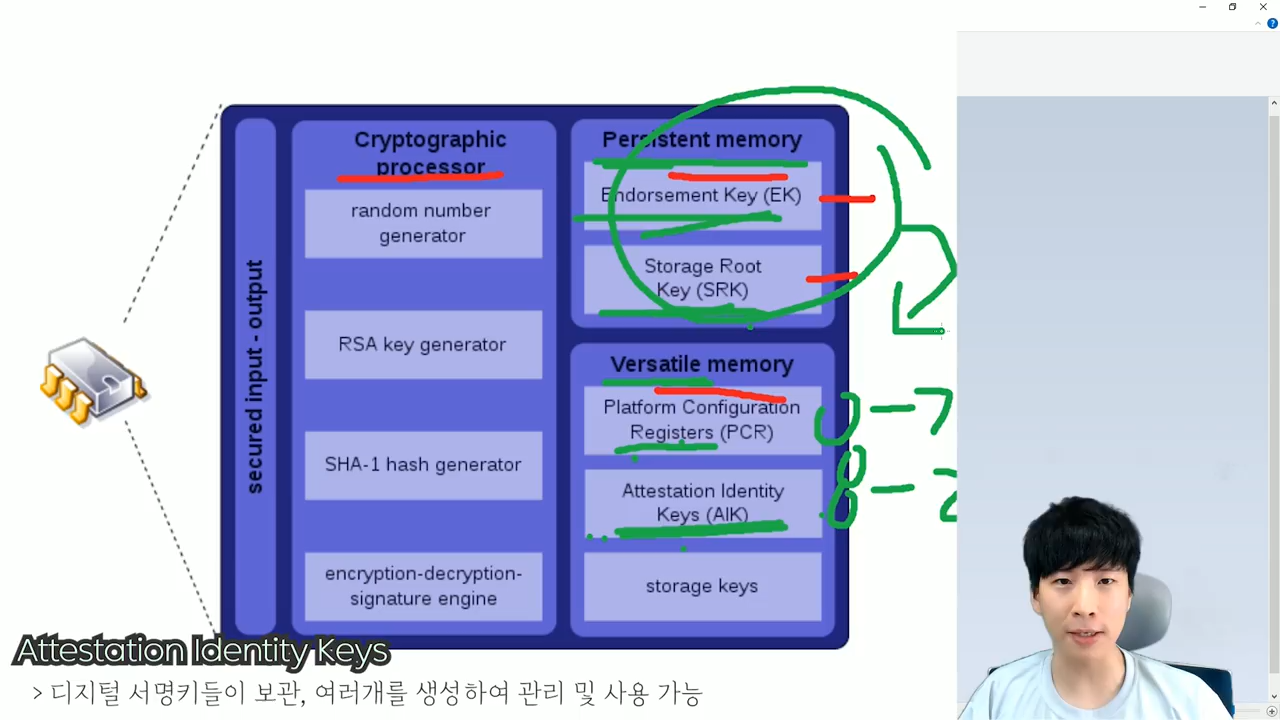 secured input - output
Cryptographic
processor
random number
generator
RSA key generator
SHA-1 hash generator
encryption-decryption-
signature engine
Persistent memory
Endorsement Key (EK)
Storage Root
Key (SRK)
Versatile memory
Platform Configuration
Registers (PCR)
0-7
Attestation Identity
Keys (AIK)
8-2
storage keys
Attestation Identity Keys
> 디지털 서명키들이 보관, 여러개를 생성하여 관리 및 사용 가능